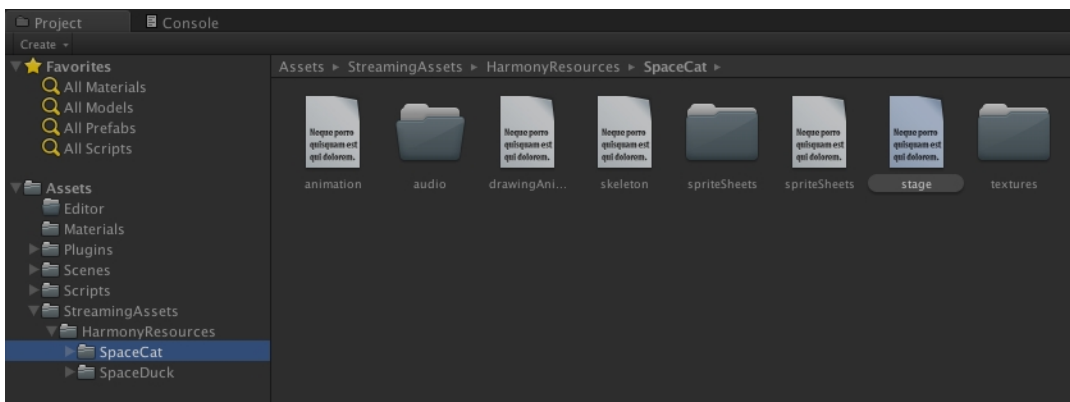 Project
Console
Create
Favorites
All Materials
All Models
All Prefabs
All Scripts
Assets
Editor
Materials
Plugins
Scenes
Scripts
StreamingAssets
HarmonyResources
SpaceCat
SpaceDuck
Assets ▸ StreamingAssets ▸ HarmonyResources ▸ SpaceCat ▸
Neque porro
quisquam est
qui dolorem.
animation
audio
Neque porro
quisquam est
qui dolorem.
drawingAni...
Neque porro
quisquam est
qui dolorem.
skeleton
spriteSheets
Neque porro
quisquam est
qui dolorem.
spriteSheets
Neque porro
quisquam est
qui dolorem.
stage
textures